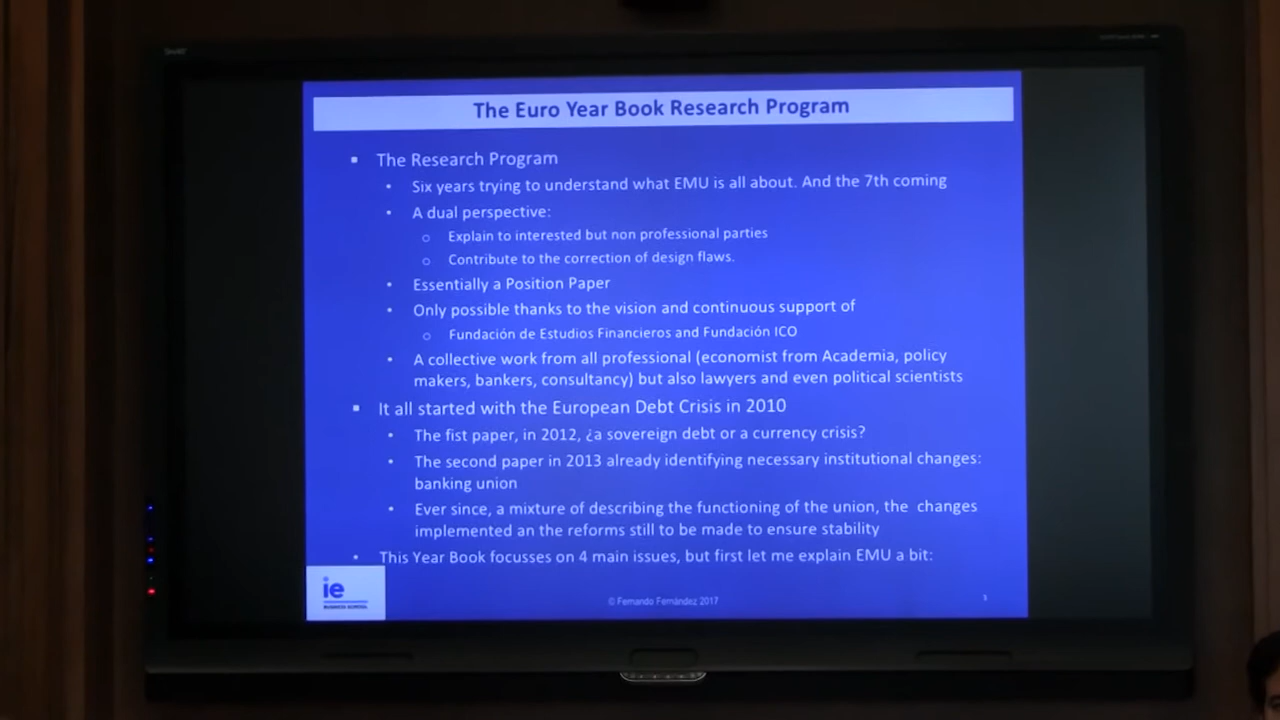 SMART
The Euro Year Book Research Program
▪ The Research Program
• Six years trying to understand what EMU is all about. And the 7th coming
• A dual perspective:
o Explain to interested but non professional parties
o Contribute to the correction of design flaws.
• Essentially a Position Paper
• Only possible thanks to the vision and continuous support of
o Fundación de Estudios Financieros and Fundación ICO
• A collective work from all professional (economist from Academia, policy
makers, bankers, consultancy) but also lawyers and even political scientists
▪ It all started with the European Debt Crisis in 2010
• The fist paper, in 2012, ¿a sovereign debt or a currency crisis?
• The second paper in 2013 already identifying necessary institutional changes:
banking union
• Ever since, a mixture of describing the functioning of the union, the changes
implemented an the reforms still to be made to ensure stability
• This Year Book focusses on 4 main issues, but first let me explain EMU a bit:
ie
BUSINESS SCHOOL
© Fernando Fernández 2017
3